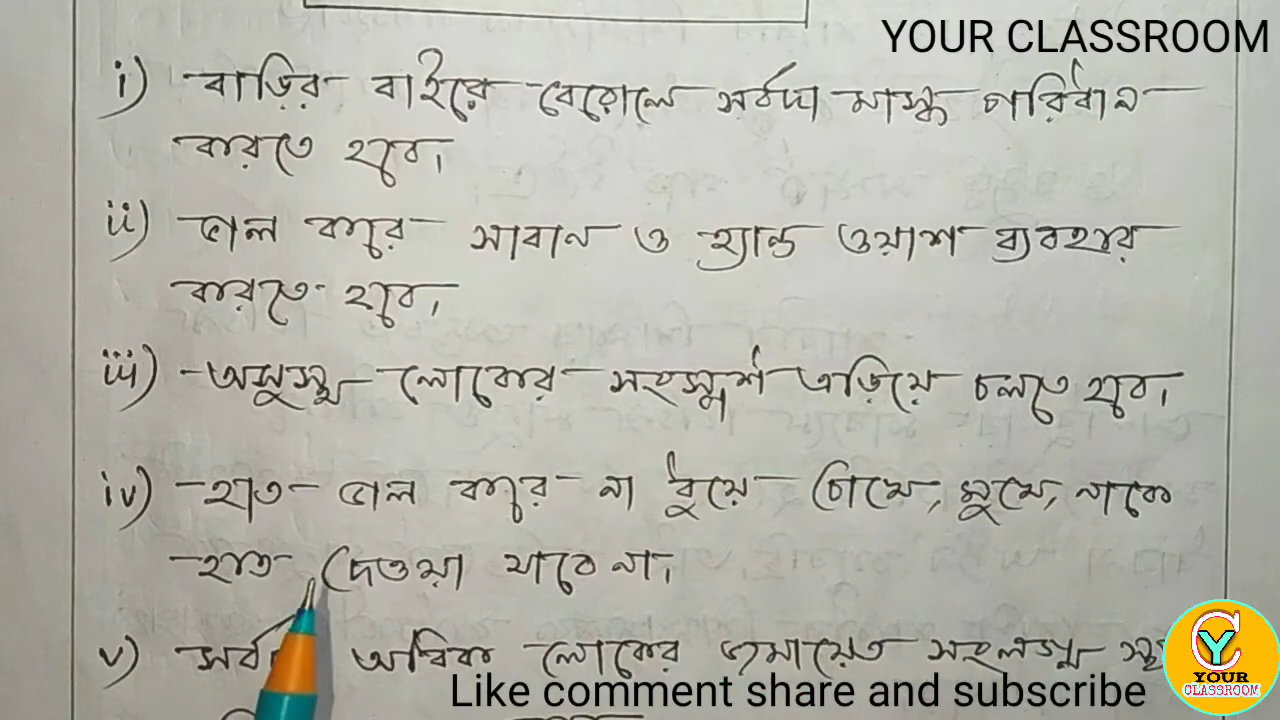 YOUR CLASSROOM
i) বাড়ির বাইরে বেরোলে সর্বদা মাস্ক পরিধান
করতে হবে।
ii) ভাল করে সাবান ও হ্যান্ড ওয়াশ ব্যবহার
করতে হবে।
iii) অসুস্থ লোকের সংস্পর্শ এড়িয়ে চলতে হবে।
iv) হাত ভাল করে না ধুয়ে চোখে, মুখে, নাকে
হাত দেওয়া যাবে না।
v) অধিক লোকের জমায়েত
Like comment share and subscribe
YOUR
CLASSROOM